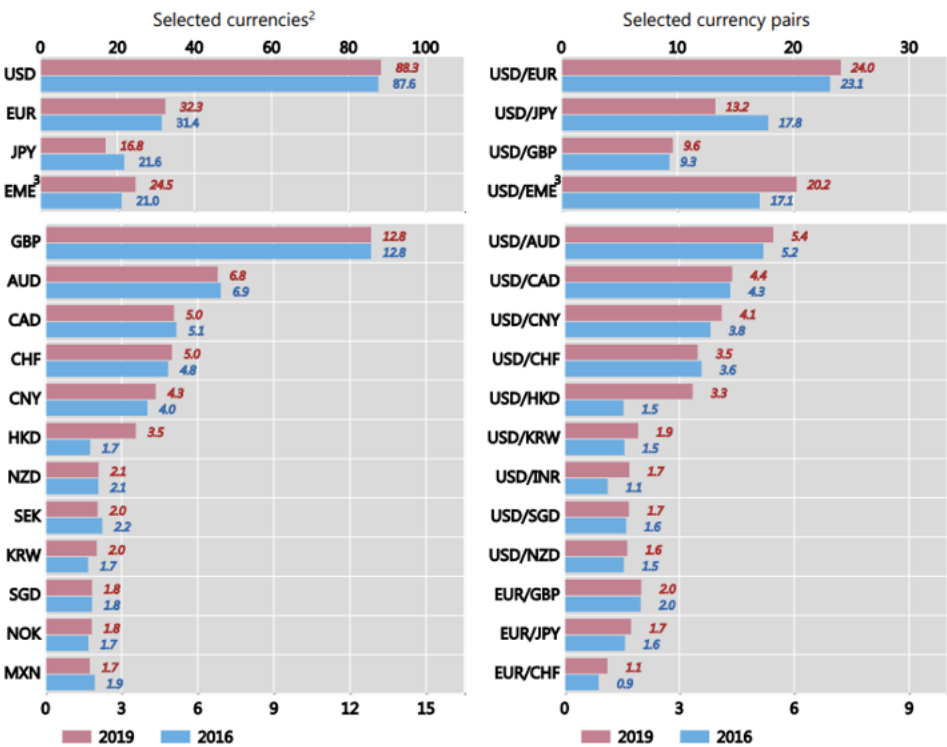 Selected currencies2
0 20 40 60 80 100
USD 88.3
87.6
EUR 32.3
31.4
JPY 16.8
21.6
EME3 24.5
21.0
GBP 12.8
12.8
AUD 6.8
6.9
CAD 5.0
5.1
CHF 5.0
4.8
CNY 4.3
4.0
HKD 3.5
1.7
NZD 2.1
2.1
SEK 2.0
2.2
KRW 2.0
1.7
SGD 1.8
1.8
NOK 1.8
1.7
MXN 1.7
1.9
0 3 6 9 12 15
2019 2016
Selected currency pairs
0 10 20 30
USD/EUR 24.0
23.1
USD/JPY 13.2
17.8
USD/GBP 9.6
9.3
USD/EME3 20.2
17.1
USD/AUD 5.4
5.2
USD/CAD 4.4
4.3
USD/CNY 4.1
3.8
USD/CHF 3.5
3.6
USD/HKD 3.3
1.5
USD/KRW 1.9
1.5
USD/INR 1.7
1.1
USD/SGD 1.7
1.6
USD/NZD 1.6
1.5
EUR/GBP 2.0
2.0
EUR/JPY 1.7
1.6
EUR/CHF 1.1
0.9
0 3 6 9
2019 2016